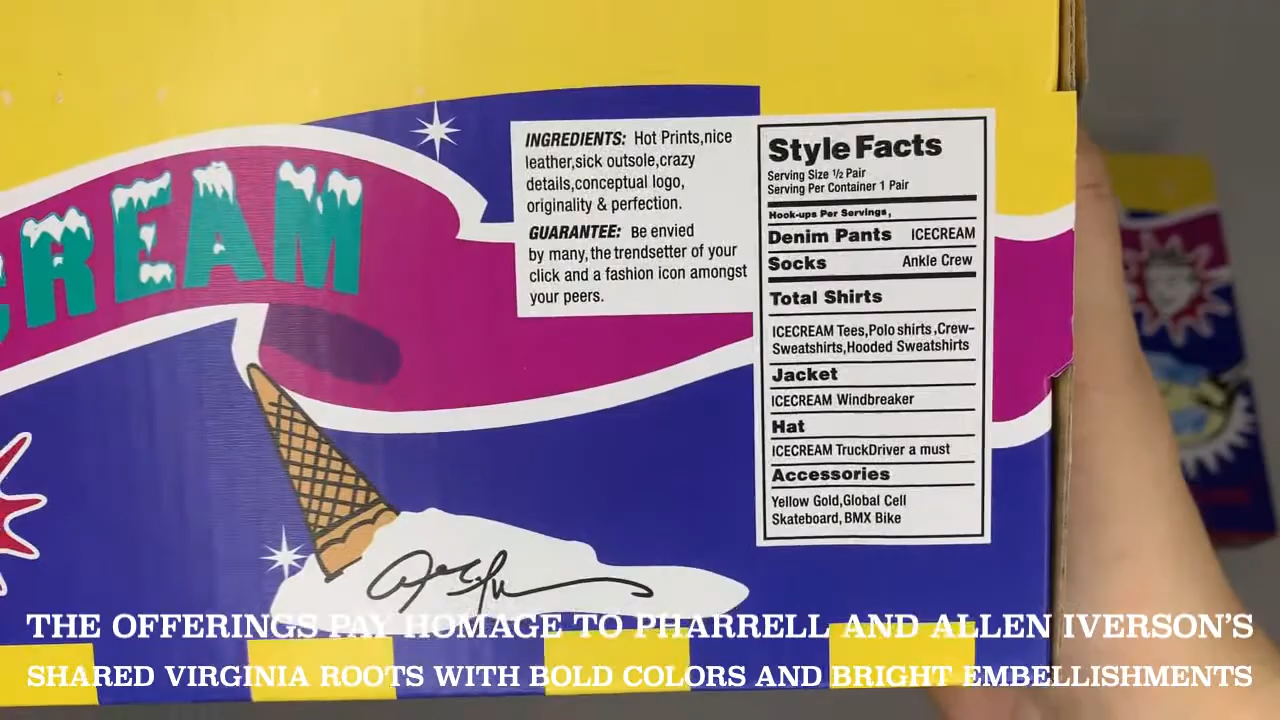 CREAM
INGREDIENTS: Hot Prints,nice
leather,sick outsole,crazy
details,conceptual logo,
originality & perfection.
GUARANTEE: Be envied
by many,the trendsetter of your
click and a fashion icon amongst
your peers.
Style Facts
Serving Size 1/2 Pair
Serving Per Container 1 Pair
Hook-ups Per Servings,
Denim Pants ICECREAM
Socks Ankle Crew
Total Shirts
ICECREAM Tees,Polo shirts,Crew-
Sweatshirts,Hooded Sweatshirts
Jacket
ICECREAM Windbreaker
Hat
ICECREAM TruckDriver a must
Accessories
Yellow Gold,Global Cell
Skateboard,BMX Bike
THE OFFERINGS PAY HOMAGE TO PHARRELL AND ALLEN IVERSON'S
SHARED VIRGINIA ROOTS WITH BOLD COLORS AND BRIGHT EMBELLISHMENTS